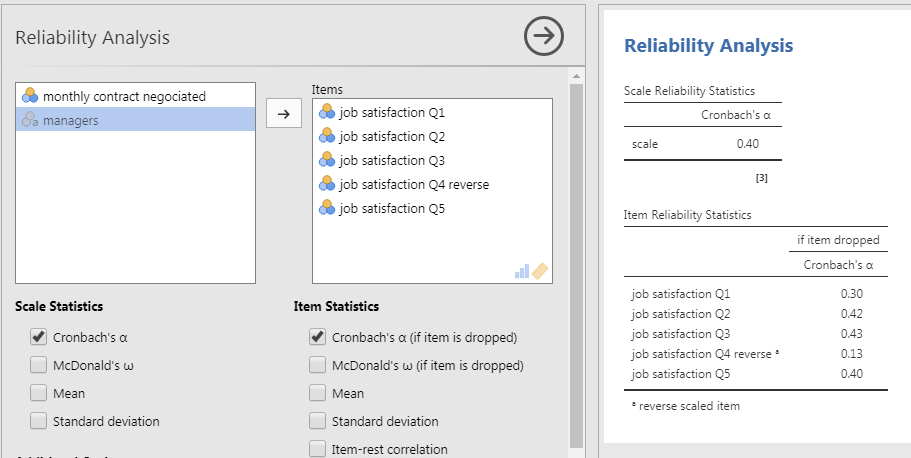 Reliability Analysis
monthly contract negociated
managers
Items
job satisfaction Q1
job satisfaction Q2
job satisfaction Q3
job satisfaction Q4 reverse
job satisfaction Q5
Scale Statistics
Cronbach's α
McDonald's ω
Mean
Standard deviation
Item Statistics
Cronbach's α (if item is dropped)
McDonald's ω (if item is dropped)
Mean
Standard deviation
Item-rest correlation
Reliability Analysis
Scale Reliability Statistics
Cronbach's α
scale 0.40
[3]
Item Reliability Statistics
if item dropped
Cronbach's α
job satisfaction Q1 0.30
job satisfaction Q2 0.42
job satisfaction Q3 0.43
job satisfaction Q4 reverse ᵃ 0.13
job satisfaction Q5 0.40
ᵃ reverse scaled item